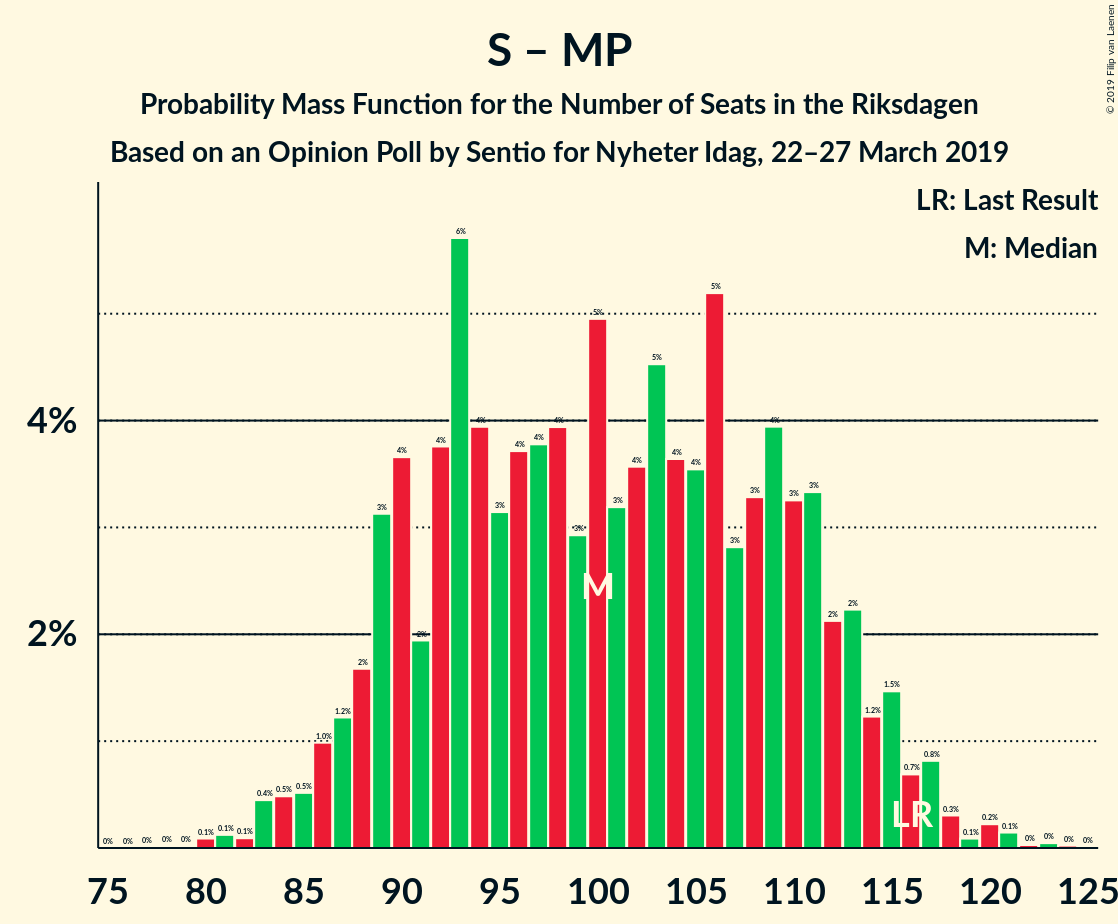 S – MP
Probability Mass Function for the Number of Seats in the Riksdagen
Based on an Opinion Poll by Sentio for Nyheter Idag, 22–27 March 2019
© 2019 Filip van Laenen
LR: Last Result
M: Median
4%
2%
0% 0% 0% 0% 0% 0.1% 0.1% 0.1% 0.4% 0.5% 0.5% 1.0% 1.2% 2% 3% 4% 2% 4% 6% 4% 3% 4% 4% 4% 3% 5% 3% 4% 5% 4% 4% 5% 3% 3% 4% 3% 3% 2% 2% 1.2% 1.5% 0.7% 0.8% 0.3% 0.1% 0.2% 0.1% 0% 0% 0% 0%
M
LR
75 80 85 90 95 100 105 110 115 120 125